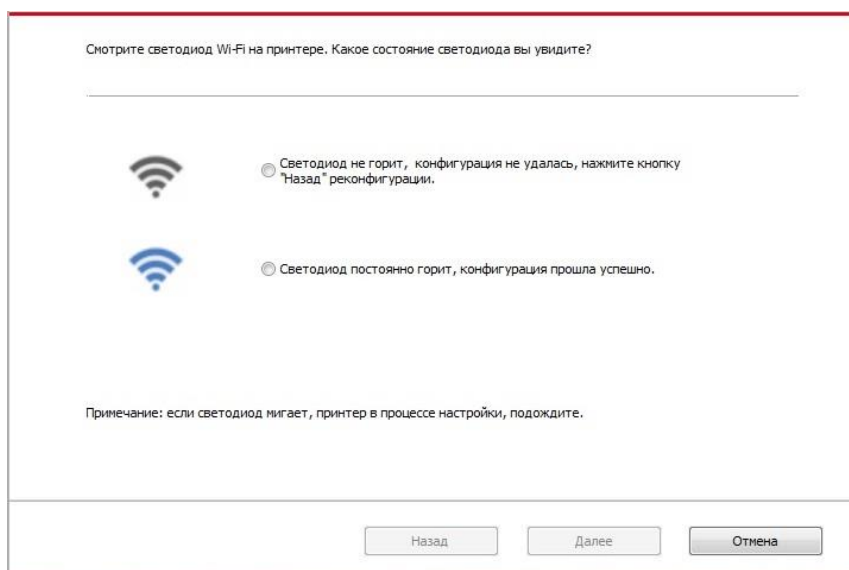 Смотрите светодиод Wi-Fi на принтере. Какое состояние светодиода вы увидите?
Светодиод не горит, конфигурация не удалась, нажмите кнопку
"Назад" реконфигурации.
Светодиод постоянно горит, конфигурация прошла успешно.
Примечание: если светодиод мигает, принтер в процессе настройки, подождите.
Назад
Далее
Отмена